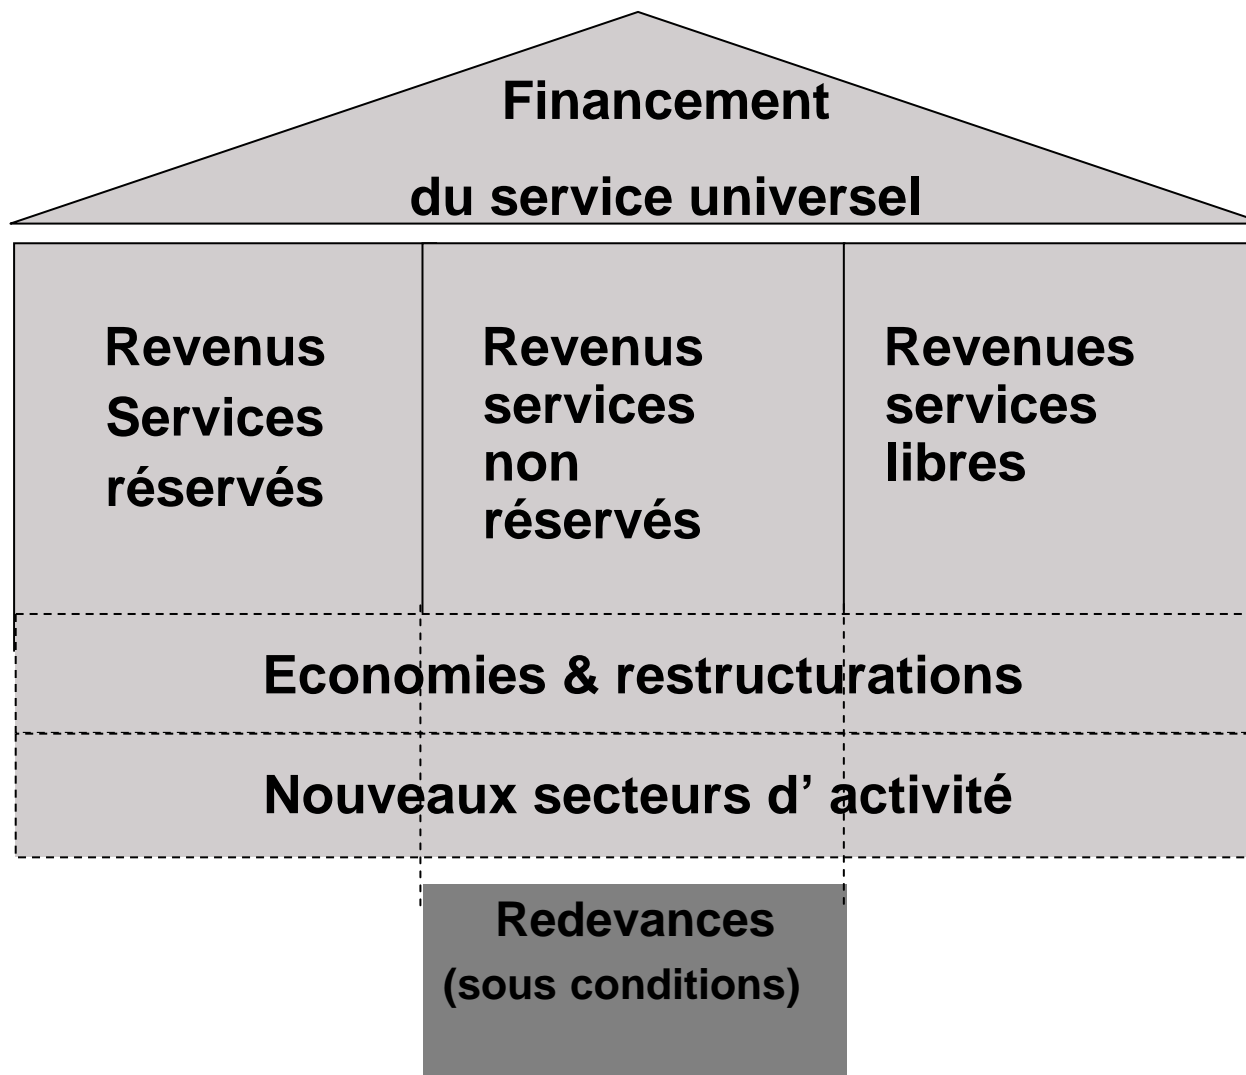 Financement
du service universel
Revenus
Services
réservés
Revenus
services
non
réservés
Revenues
services
libres
Economies & restructurations
Nouveaux secteurs d’ activité
Redevances
(sous conditions)